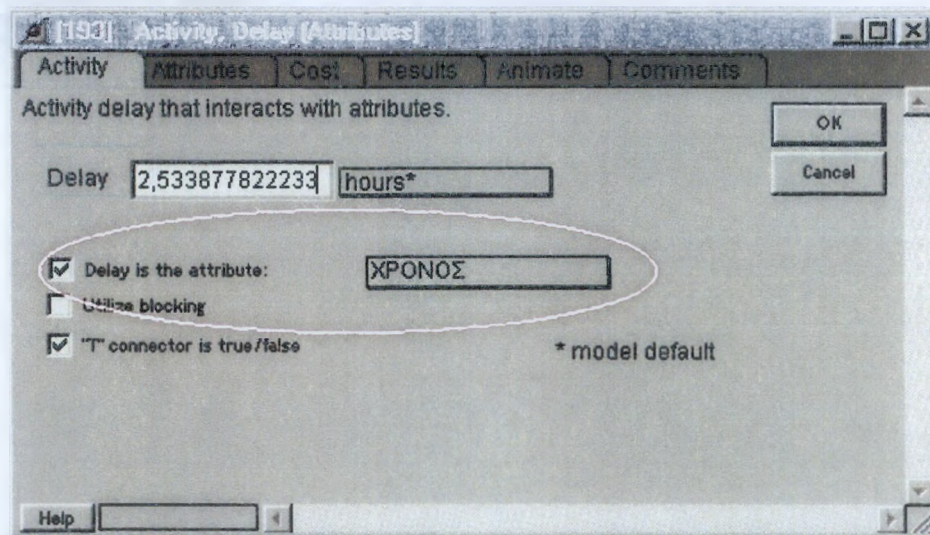 [193] Activity, Delay [Attributes]
Activity Attributes Cost Results Animate Comments
Activity delay that interacts with attributes.
OK
Cancel
Delay 2,533877822233 hours*
Delay is the attribute: ΧΡΟΝΟΣ
Utilize blocking
"T" connector is true/false
* model default
Help